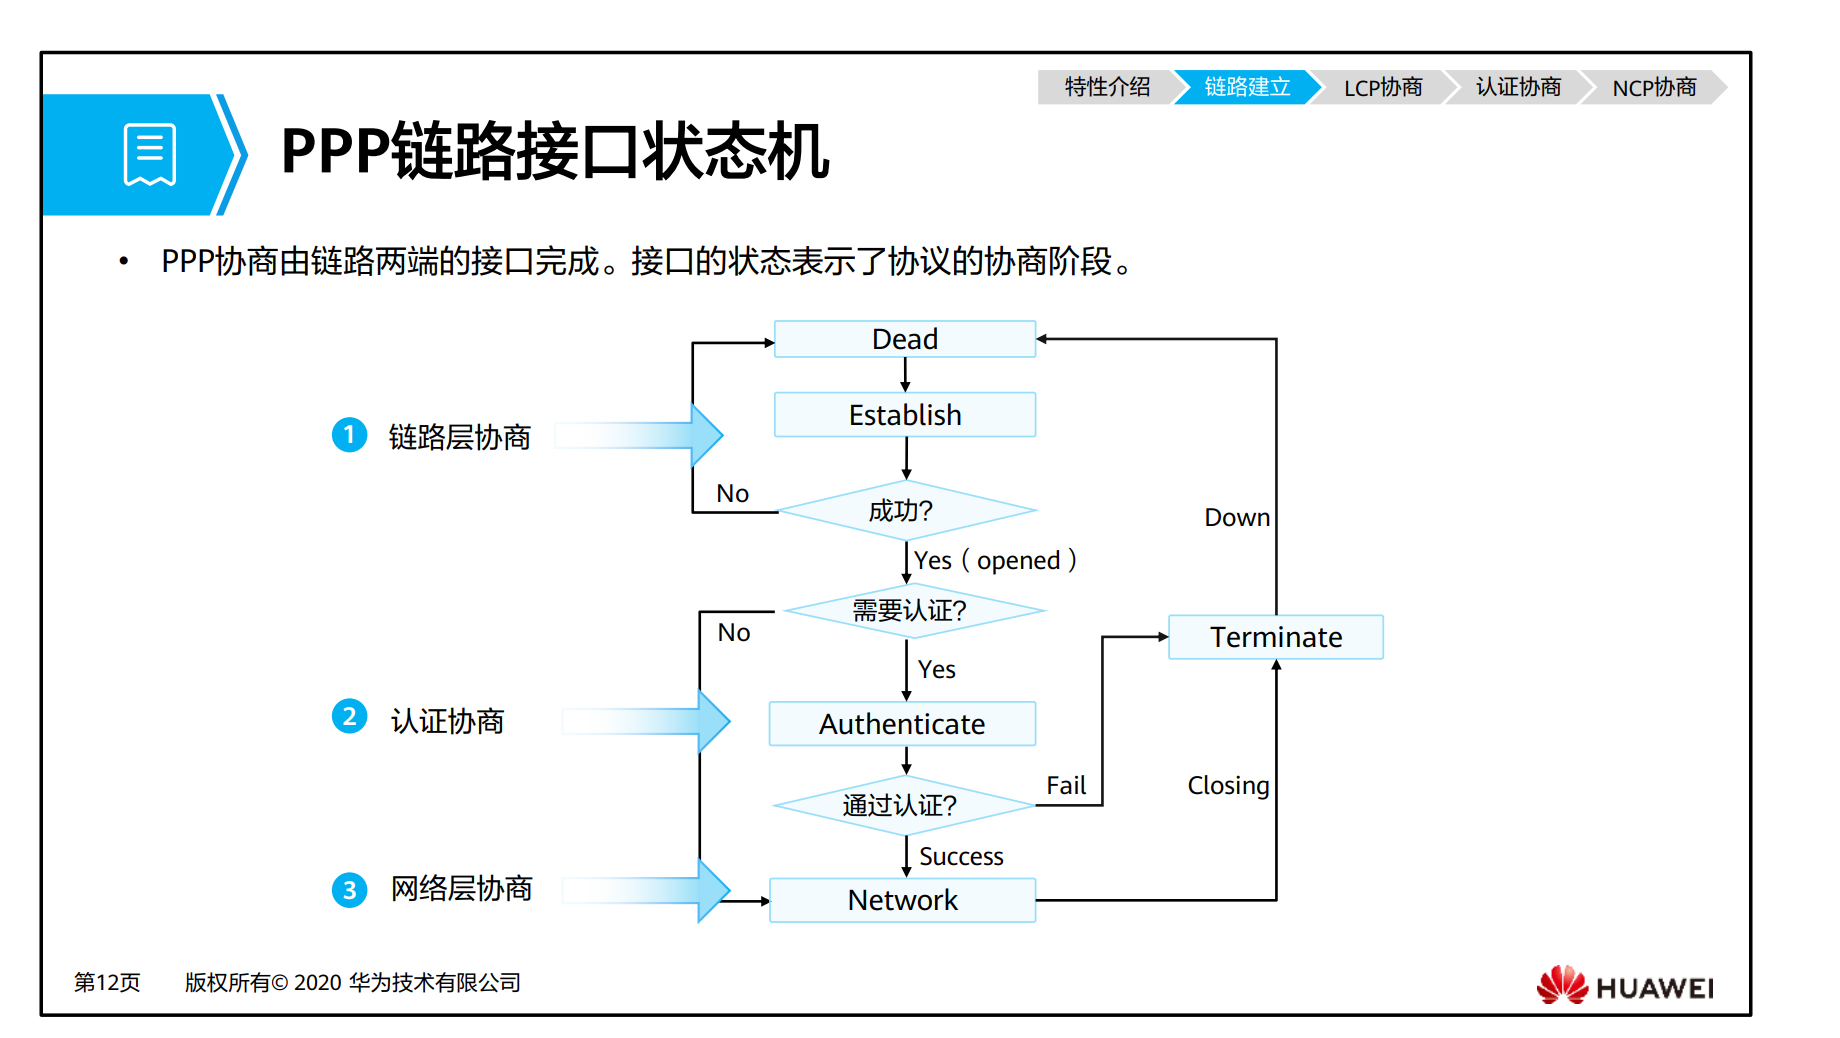 特性介绍 链路建立 LCP协商 认证协商 NCP协商
PPP链路接口状态机
• PPP协商由链路两端的接口完成。接口的状态表示了协议的协商阶段。
Dead
Establish
1 链路层协商
No
成功?
Down
Yes（opened）
需要认证?
No
Terminate
Yes
2 认证协商
Authenticate
Fail
Closing
通过认证?
Success
3 网络层协商
Network
第12页 版权所有© 2020 华为技术有限公司
HUAWEI